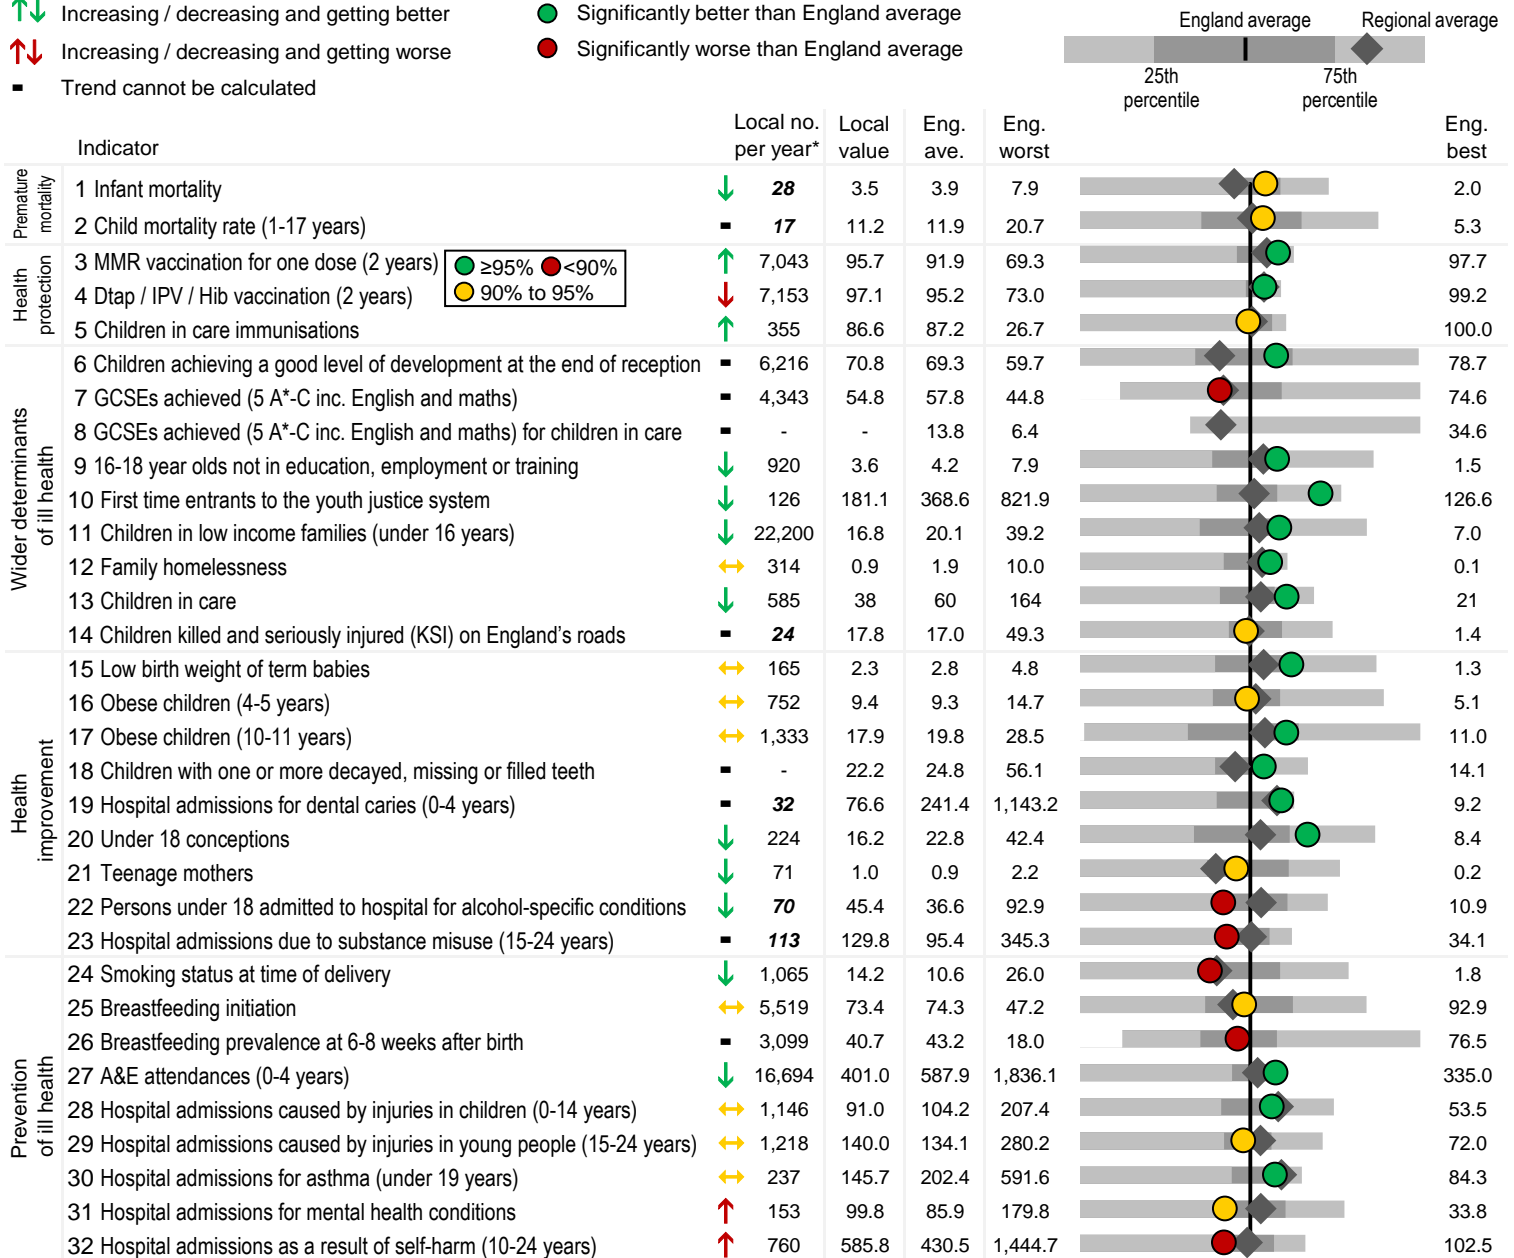 Increasing / decreasing and getting better
Significantly better than England average
England average Regional average
Increasing / decreasing and getting worse
Significantly worse than England average
Trend cannot be calculated
25th percentile
75th percentile
Indicator Local no. per year* Local value Eng. ave. Eng. worst Eng. best
Premature mortality
1 Infant mortality 28 3.5 3.9 7.9 2.0
2 Child mortality rate (1-17 years) - 17 11.2 11.9 20.7 5.3
Health protection
3 MMR vaccination for one dose (2 years) 7,043 95.7 91.9 69.3 97.7
≥95% <90%
90% to 95%
4 Dtap / IPV / Hib vaccination (2 years) 7,153 97.1 95.2 73.0 99.2
5 Children in care immunisations 355 86.6 87.2 26.7 100.0
Wider determinants of ill health
6 Children achieving a good level of development at the end of reception - 6,216 70.8 69.3 59.7 78.7
7 GCSEs achieved (5 A*-C inc. English and maths) - 4,343 54.8 57.8 44.8 74.6
8 GCSEs achieved (5 A*-C inc. English and maths) for children in care - - - 13.8 6.4 34.6
9 16-18 year olds not in education, employment or training 920 3.6 4.2 7.9 1.5
10 First time entrants to the youth justice system 126 181.1 368.6 821.9 126.6
11 Children in low income families (under 16 years) 22,200 16.8 20.1 39.2 7.0
12 Family homelessness 314 0.9 1.9 10.0 0.1
13 Children in care 585 38 60 164 21
14 Children killed and seriously injured (KSI) on England's roads - 24 17.8 17.0 49.3 1.4
Health improvement
15 Low birth weight of term babies 165 2.3 2.8 4.8 1.3
16 Obese children (4-5 years) 752 9.4 9.3 14.7 5.1
17 Obese children (10-11 years) 1,333 17.9 19.8 28.5 11.0
18 Children with one or more decayed, missing or filled teeth - - 22.2 24.8 56.1 14.1
19 Hospital admissions for dental caries (0-4 years) - 32 76.6 241.4 1,143.2 9.2
20 Under 18 conceptions 224 16.2 22.8 42.4 8.4
21 Teenage mothers 71 1.0 0.9 2.2 0.2
22 Persons under 18 admitted to hospital for alcohol-specific conditions 70 45.4 36.6 92.9 10.9
23 Hospital admissions due to substance misuse (15-24 years) - 113 129.8 95.4 345.3 34.1
Prevention of ill health
24 Smoking status at time of delivery 1,065 14.2 10.6 26.0 1.8
25 Breastfeeding initiation 5,519 73.4 74.3 47.2 92.9
26 Breastfeeding prevalence at 6-8 weeks after birth - 3,099 40.7 43.2 18.0 76.5
27 A&E attendances (0-4 years) 16,694 401.0 587.9 1,836.1 335.0
28 Hospital admissions caused by injuries in children (0-14 years) 1,146 91.0 104.2 207.4 53.5
29 Hospital admissions caused by injuries in young people (15-24 years) 1,218 140.0 134.1 280.2 72.0
30 Hospital admissions for asthma (under 19 years) 237 145.7 202.4 591.6 84.3
31 Hospital admissions for mental health conditions 153 99.8 85.9 179.8 33.8
32 Hospital admissions as a result of self-harm (10-24 years) 760 585.8 430.5 1,444.7 102.5